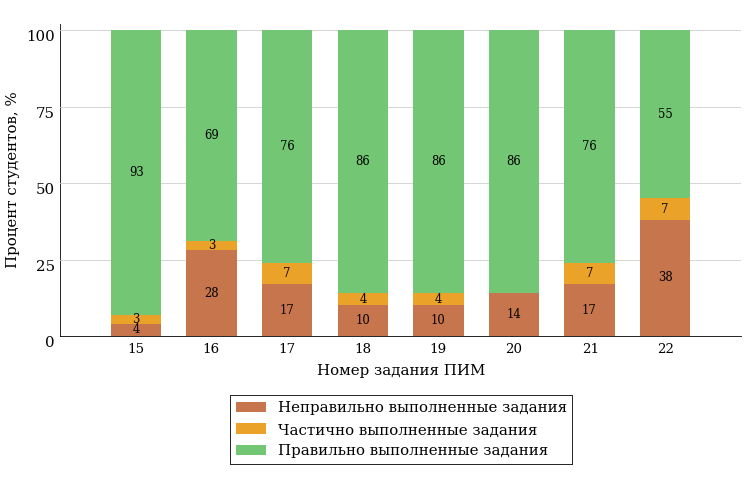 100
75
50
25
0
Процент студентов, %
93 69 76 86 86 86 76 55
3 3 7 4 4 7 7
4 28 17 10 10 14 17 38
15 16 17 18 19 20 21 22
Номер задания ПИМ
Неправильно выполненные задания
Частично выполненные задания
Правильно выполненные задания